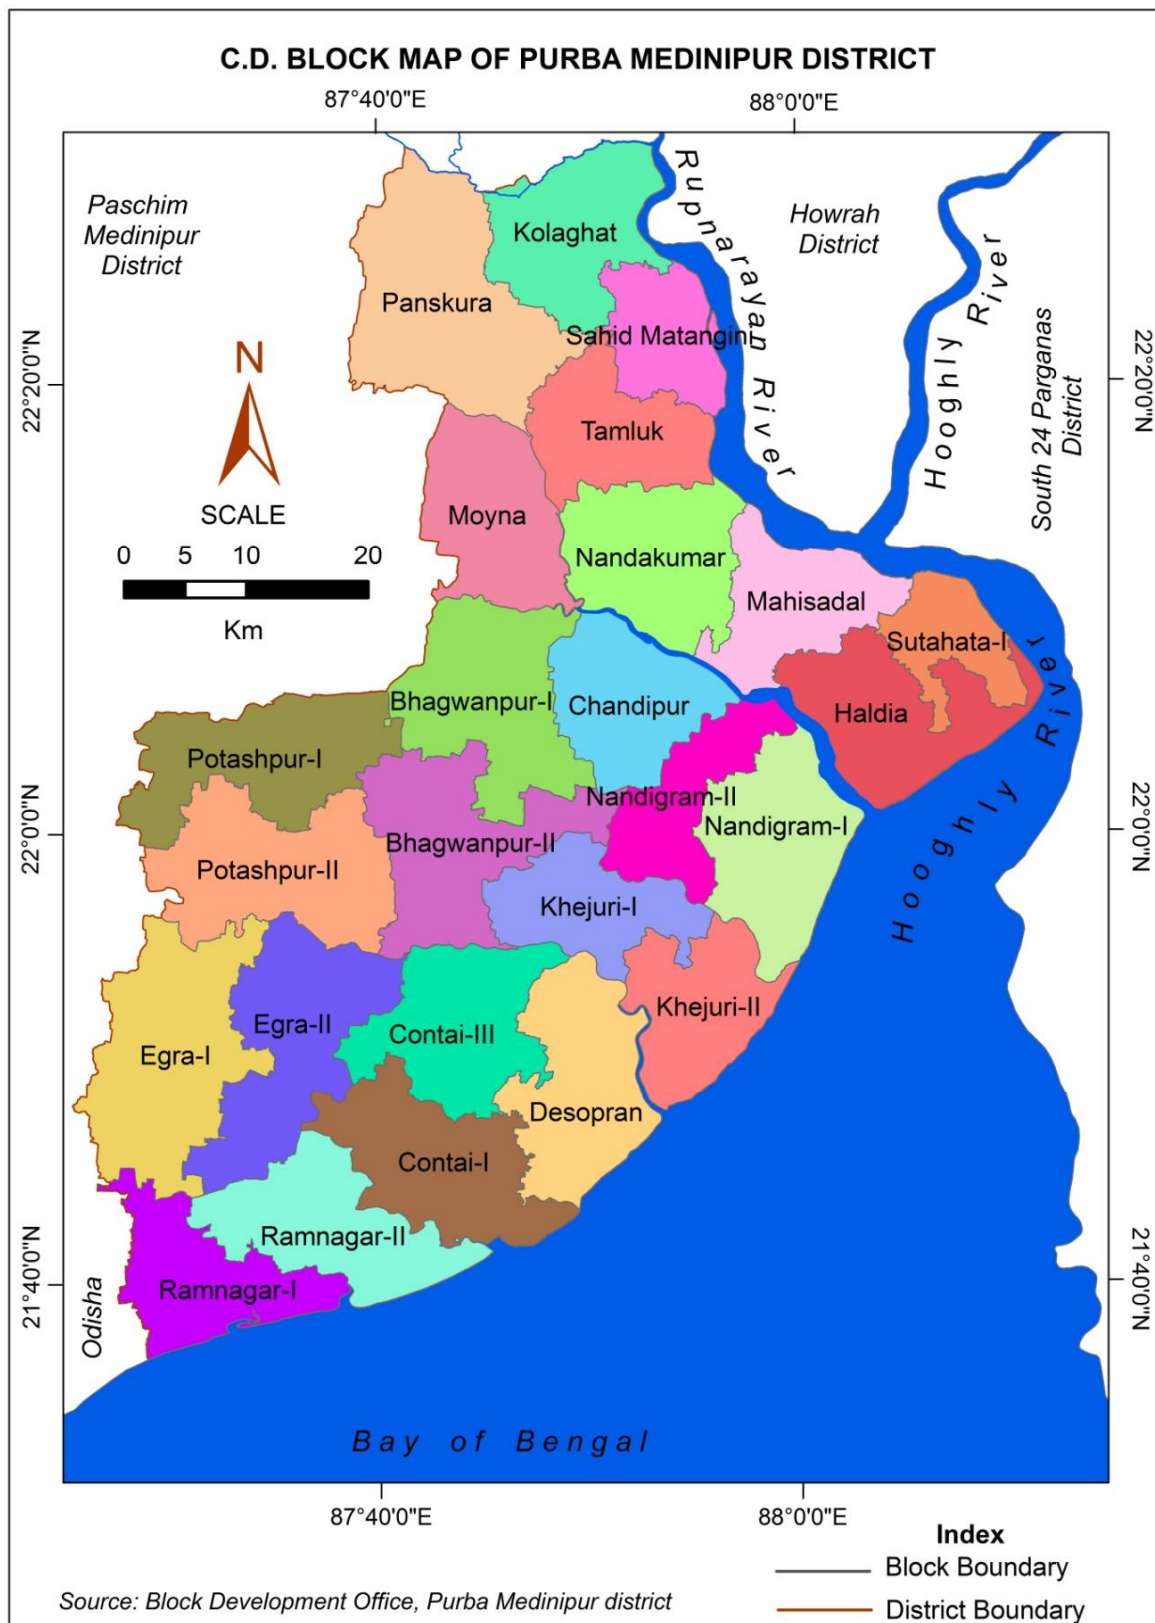 C.D. BLOCK MAP OF PURBA MEDINIPUR DISTRICT
87°40'0"E
88°0'0"E
Paschim
Medinipur
District
Kolaghat
Rupnarayan River
Howrah
District
Hooghly River
Panskura
Sahid Matangini
22°20'0"N
22°20'0"N
South 24 Parganas
District
N
Tamluk
SCALE
0 5 10 20
Km
Moyna
Nandakumar
Mahisadal
Sutahata-I
Bhagwanpur-I
Chandipur
Haldia
Hooghly River
Potashpur-I
Nandigram-II
Nandigram-I
22°0'0"N
22°0'0"N
Bhagwanpur-II
Potashpur-II
Khejuri-I
Khejuri-II
Egra-II
Contai-III
Egra-I
Desopran
Contai-I
Ramnagar-II
21°40'0"N
21°40'0"N
Ramnagar-I
Odisha
Bay of Bengal
87°40'0"E
88°0'0"E
Index
Block Boundary
District Boundary
Source: Block Development Office, Purba Medinipur district